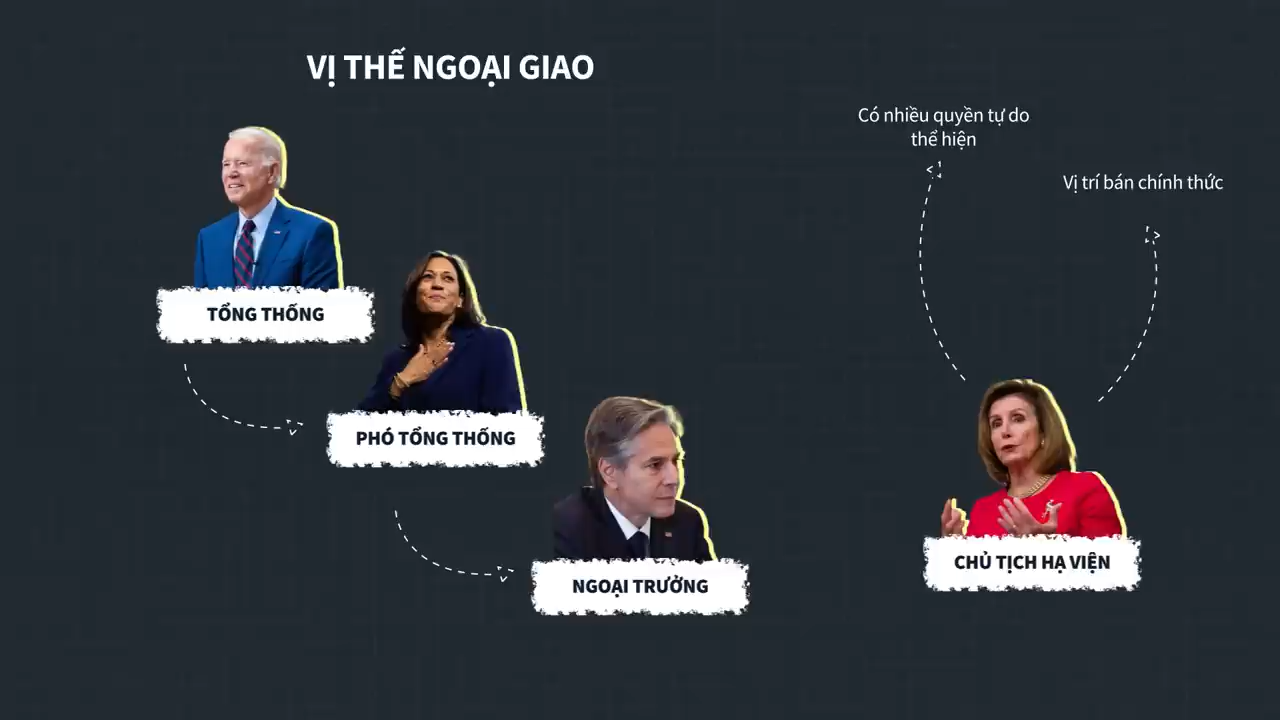 VỊ THẾ NGOẠI GIAO
Có nhiều quyền tự do
thể hiện
Vị trí bán chính thức
TỔNG THỐNG
PHÓ TỔNG THỐNG
NGOẠI TRƯỞNG
CHỦ TỊCH HẠ VIỆN